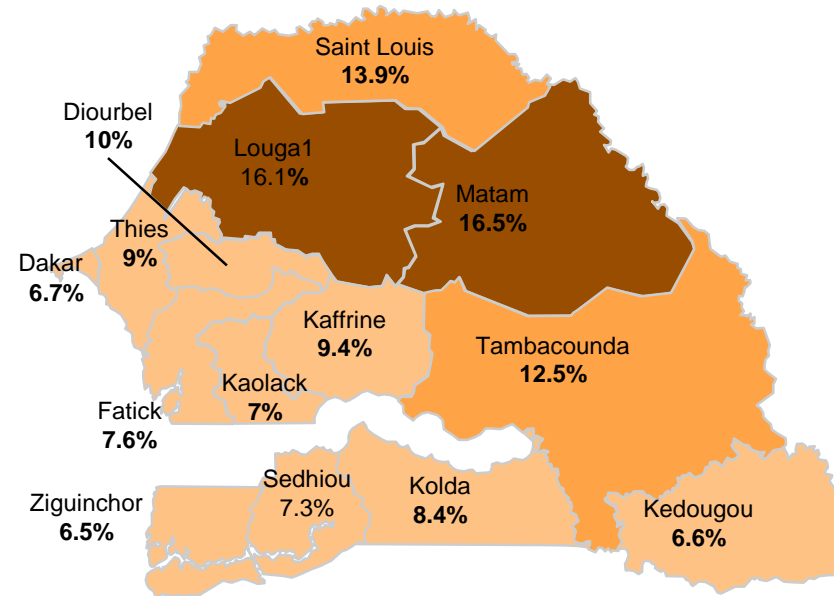 Saint Louis
13.9%
Diourbel
10%
Louga1
16.1%
Matam
16.5%
Thies
9%
Dakar
6.7%
Kaffrine
9.4%
Tambacounda
12.5%
Kaolack
7%
Fatick
7.6%
Sedhiou
7.3%
Kolda
8.4%
Ziguinchor
6.5%
Kedougou
6.6%